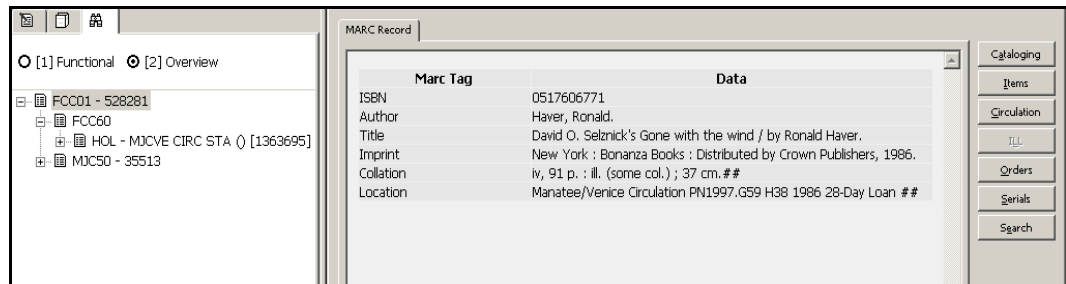 [1] Functional [2] Overview
FCC01 - 528281
FCC60
HOL - MJCVE CIRC STA () [1363695]
MJC50 - 35513
MARC Record
Marc Tag Data
ISBN 0517606771
Author Haver, Ronald.
Title David O. Selznick's Gone with the wind / by Ronald Haver.
Imprint New York : Bonanza Books : Distributed by Crown Publishers, 1986.
Collation iv, 91 p. : ill. (some col.) ; 37 cm.##
Location Manatee/Venice Circulation PN1997.G59 H38 1986 28-Day Loan ##
Cataloging
Items
Circulation
ILL
Orders
Serials
Search